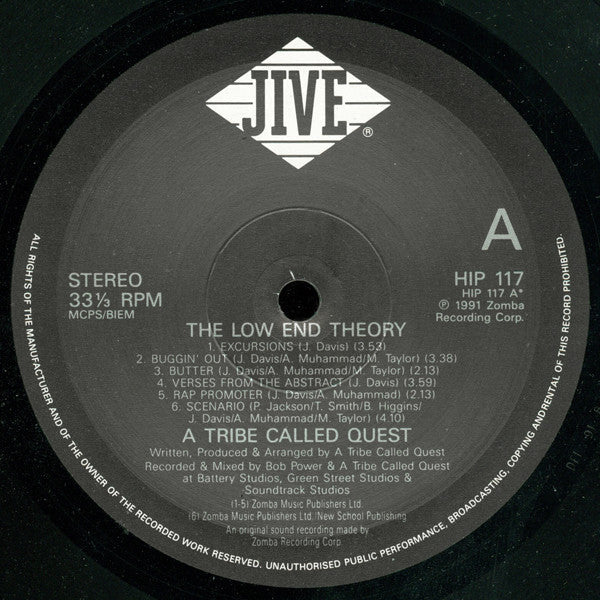 JIVE
®
A
STEREO
33⅓ RPM
MCPS/BIEM
HIP 117
HIP 117 A*
℗ 1991 Zomba
Recording Corp.
THE LOW END THEORY
1. EXCURSIONS (J. Davis) (3.53)
2. BUGGIN' OUT (J. Davis/A. Muhammad/M. Taylor) (3.38)
3. BUTTER (J. Davis/A. Muhammad/M. Taylor) (2.13)
4. VERSES FROM THE ABSTRACT (J. Davis) (3.59)
5. RAP PROMOTER (J. Davis/A. Muhammad) (2.13)
6. SCENARIO (P. Jackson/T. Smith/B. Higgins/
J. Davis/A. Muhammad/M. Taylor) (4.10)
A TRIBE CALLED QUEST
Written, Produced & Arranged by A Tribe Called Quest
Recorded & Mixed by Bob Power & A Tribe Called Quest
at Battery Studios, Green Street Studios &
Soundtrack Studios
(1-5) Zomba Music Publishers Ltd.
(6) Zomba Music Publishers Ltd./New School Publishing
An original sound recording made by
Zomba Recording Corp.
ALL RIGHTS OF THE MANUFACTURER AND OF THE OWNER OF THE RECORDED WORK RESERVED. UNAUTHORISED PUBLIC PERFORMANCE, BROADCASTING, COPYING AND RENTAL OF THIS RECORD PROHIBITED.